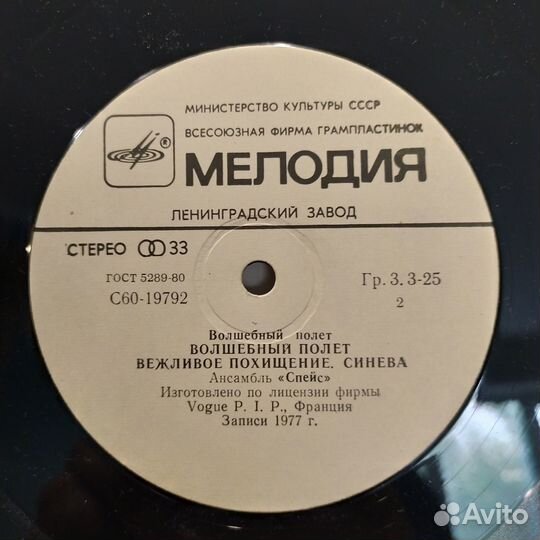 МИНИСТЕРСТВО КУЛЬТУРЫ СССР
ВСЕСОЮЗНАЯ ФИРМА ГРАМПЛАСТИНОК
®
МЕЛОДИЯ
ЛЕНИНГРАДСКИЙ ЗАВОД
СТЕРЕО 33
ГОСТ 5289-80
С60-19792
Гр. 3. 3-25
2
Волшебный полет
ВОЛШЕБНЫЙ ПОЛЕТ
ВЕЖЛИВОЕ ПОХИЩЕНИЕ. СИНЕВА
Ансамбль «Спейс»
Изготовлено по лицензии фирмы
Vogue P. I. P., Франция
Записи 1977 г.
Avito